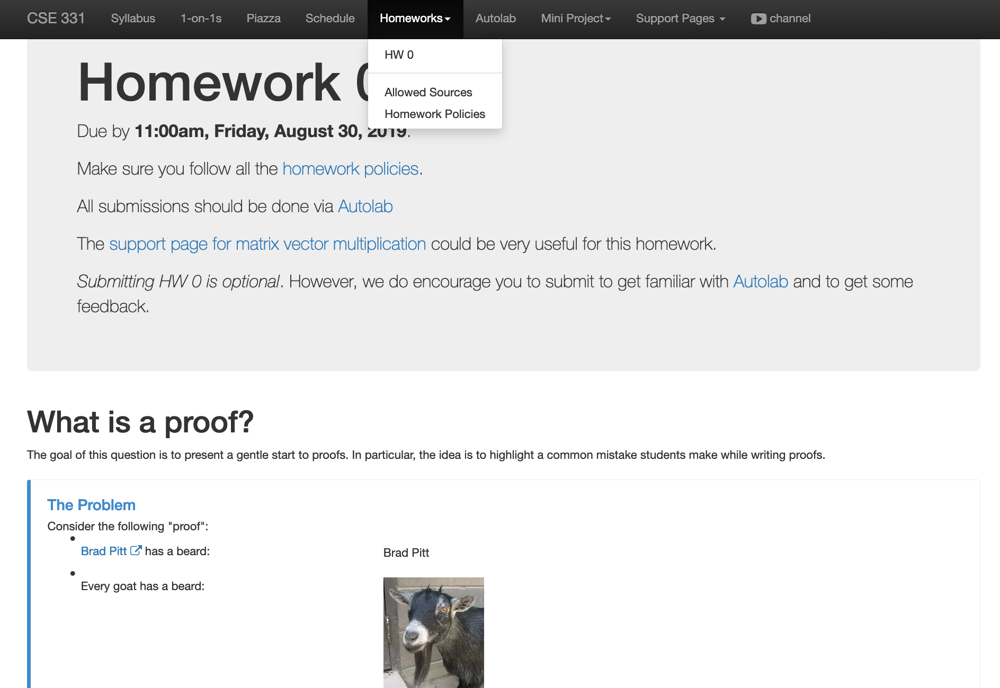 CSE 331 Syllabus 1-on-1s Piazza Schedule Homeworks Autolab Mini Project Support Pages channel
HW 0
Allowed Sources
Homework Policies
Homework
Due by 11:00am, Friday, August 30, 2019.
Make sure you follow all the homework policies.
All submissions should be done via Autolab
The support page for matrix vector multiplication could be very useful for this homework.
Submitting HW 0 is optional. However, we do encourage you to submit to get familiar with Autolab and to get some
feedback.
What is a proof?
The goal of this question is to present a gentle start to proofs. In particular, the idea is to highlight a common mistake students make while writing proofs.
The Problem
Consider the following "proof":
Brad Pitt has a beard:
Brad Pitt
Every goat has a beard: